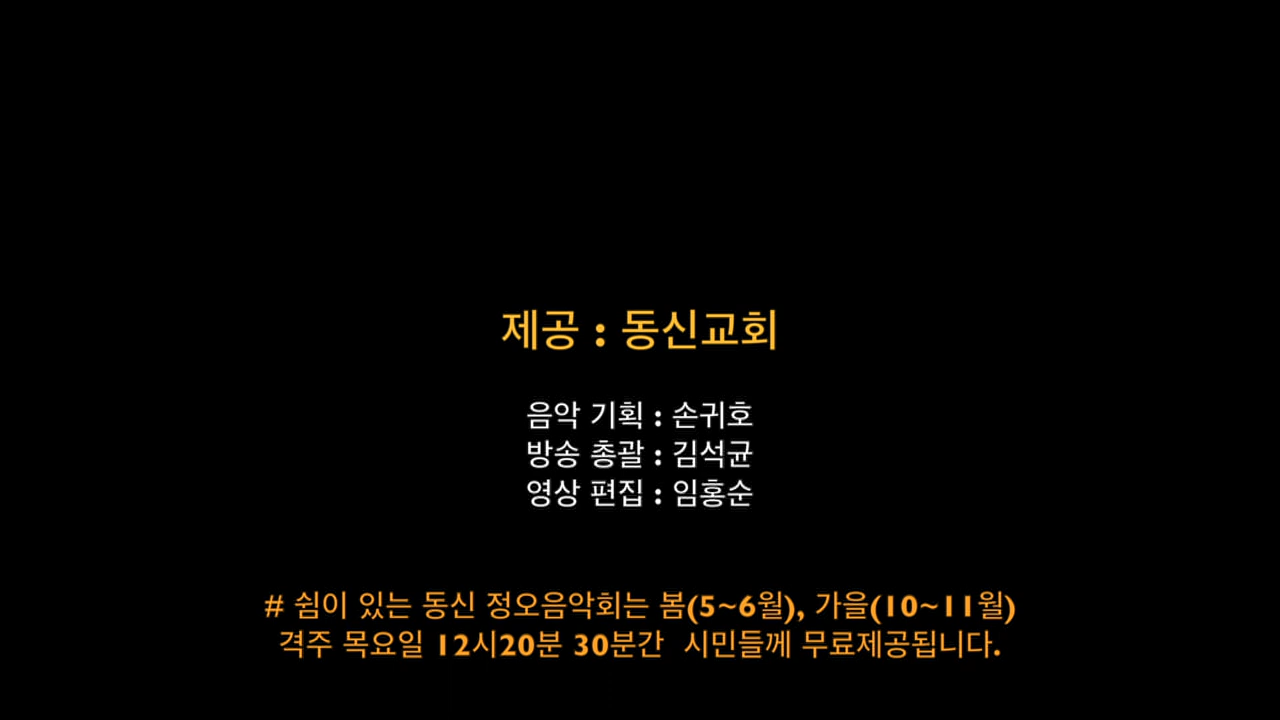 제공 : 동신교회
음악 기획 : 손귀호
방송 총괄 : 김석균
영상 편집 : 임홍순
# 쉼이 있는 동신 정오음악회는 봄(5~6월), 가을(10~11월)
격주 목요일 12시20분 30분간 시민들께 무료제공됩니다.